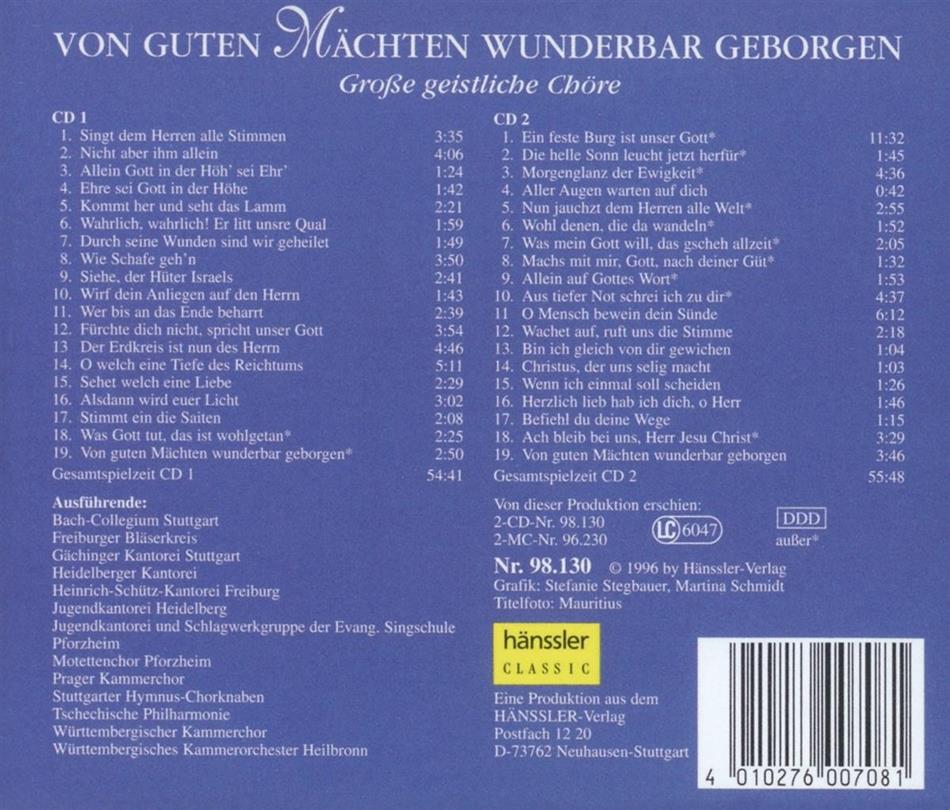 VON GUTEN MÄCHTEN WUNDERBAR GEBORGEN
Große geistliche Chöre
CD 1
1. Singt dem Herren alle Stimmen 3:35
2. Nicht aber ihm allein 4:06
3. Allein Gott in der Höh' sei Ehr' 1:24
4. Ehre sei Gott in der Höhe 1:42
5. Kommt her und seht das Lamm 2:21
6. Wahrlich, wahrlich! Er litt unsre Qual 1:59
7. Durch seine Wunden sind wir geheilet 1:49
8. Wie Schafe geh'n 3:50
9. Siehe, der Hüter Israels 2:41
10. Wirf dein Anliegen auf den Herrn 1:43
11. Wer bis an das Ende beharrt 2:39
12. Fürchte dich nicht, spricht unser Gott 3:54
13 Der Erdkreis ist nun des Herrn 4:46
14. O welch eine Tiefe des Reichtums 5:11
15. Sehet welch eine Liebe 2:29
16. Alsdann wird euer Licht 3:02
17. Stimmt ein die Saiten 2:08
18. Was Gott tut, das ist wohlgetan* 2:25
19. Von guten Mächten wunderbar geborgen* 2:50
Gesamtspielzeit CD 1 54:41
Ausführende:
Bach-Collegium Stuttgart
Freiburger Bläserkreis
Gächinger Kantorei Stuttgart
Heidelberger Kantorei
Heinrich-Schütz-Kantorei Freiburg
Jugendkantorei Heidelberg
Jugendkantorei und Schlagwerkgruppe der Evang. Singschule
Pforzheim
Motettenchor Pforzheim
Prager Kammerchor
Stuttgarter Hymnus-Chorknaben
Tschechische Philharmonie
Württembergischer Kammerchor
Württembergisches Kammerorchester Heilbronn
CD 2
1. Ein feste Burg ist unser Gott* 11:32
2. Die helle Sonn leucht jetzt herfür* 1:45
3. Morgenglanz der Ewigkeit* 4:36
4. Aller Augen warten auf dich 0:42
5. Nun jauchzt dem Herren alle Welt* 2:55
6. Wohl denen, die da wandeln* 1:52
7. Was mein Gott will, das gscheh allzeit* 2:05
8. Machs mit mir, Gott, nach deiner Güt* 1:32
9. Allein auf Gottes Wort* 1:53
10. Aus tiefer Not schrei ich zu dir* 4:37
11 O Mensch bewein dein Sünde 6:12
12. Wachet auf, ruft uns die Stimme 2:18
13. Bin ich gleich von dir gewichen 1:04
14. Christus, der uns selig macht 1:03
15. Wenn ich einmal soll scheiden 1:26
16. Herzlich lieb hab ich dich, o Herr 1:46
17. Befiehl du deine Wege 1:15
18. Ach bleib bei uns, Herr Jesu Christ* 3:29
19. Von guten Mächten wunderbar geborgen 3:46
Gesamtspielzeit CD 2 55:48
Von dieser Produktion erschien:
2-CD-Nr. 98.130
2-MC-Nr. 96.230
LC 6047
DDD
außer*
Nr. 98.130 © 1996 by Hänssler-Verlag
Grafik: Stefanie Stegbauer, Martina Schmidt
Titelfoto: Mauritius
hänssler
CLASSIC
Eine Produktion aus dem
HÄNSSLER-Verlag
Postfach 12 20
D-73762 Neuhausen-Stuttgart
4 010276 007081